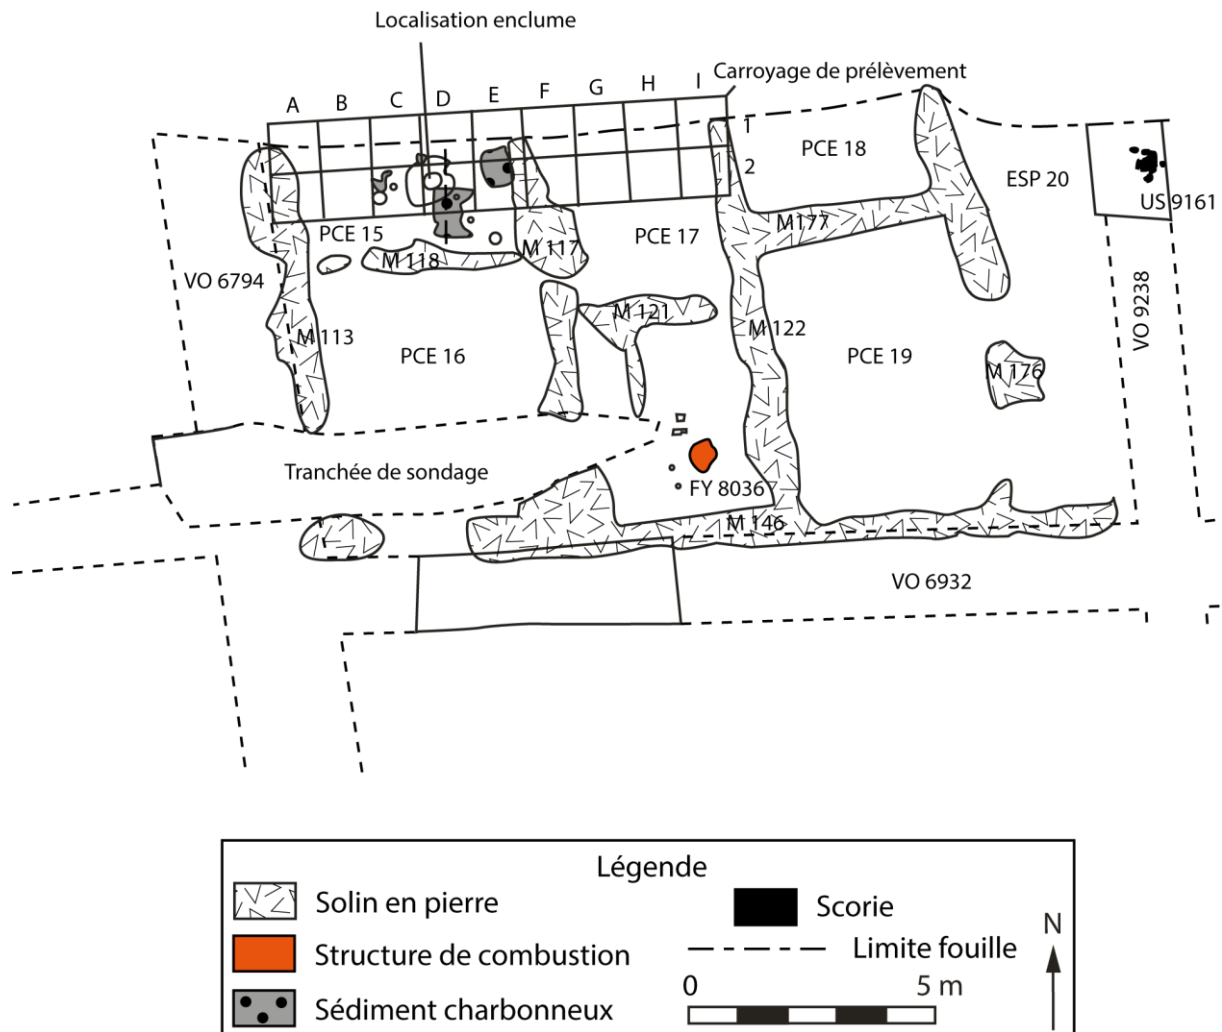 Localisation enclume
Carroyage de prélèvement
A B C D E F G H I
1
2
PCE 18
ESP 20
US 9161
PCE 15
M 117
PCE 17
M177
M 118
VO 6794
VO 9238
M 113
M 121
M 122
PCE 16
PCE 19
M 176
Tranchée de sondage
FY 8036
M 146
VO 6932
Légende
Solin en pierre
Scorie
N
Structure de combustion
Limite fouille
Sédiment charbonneux
0 5 m